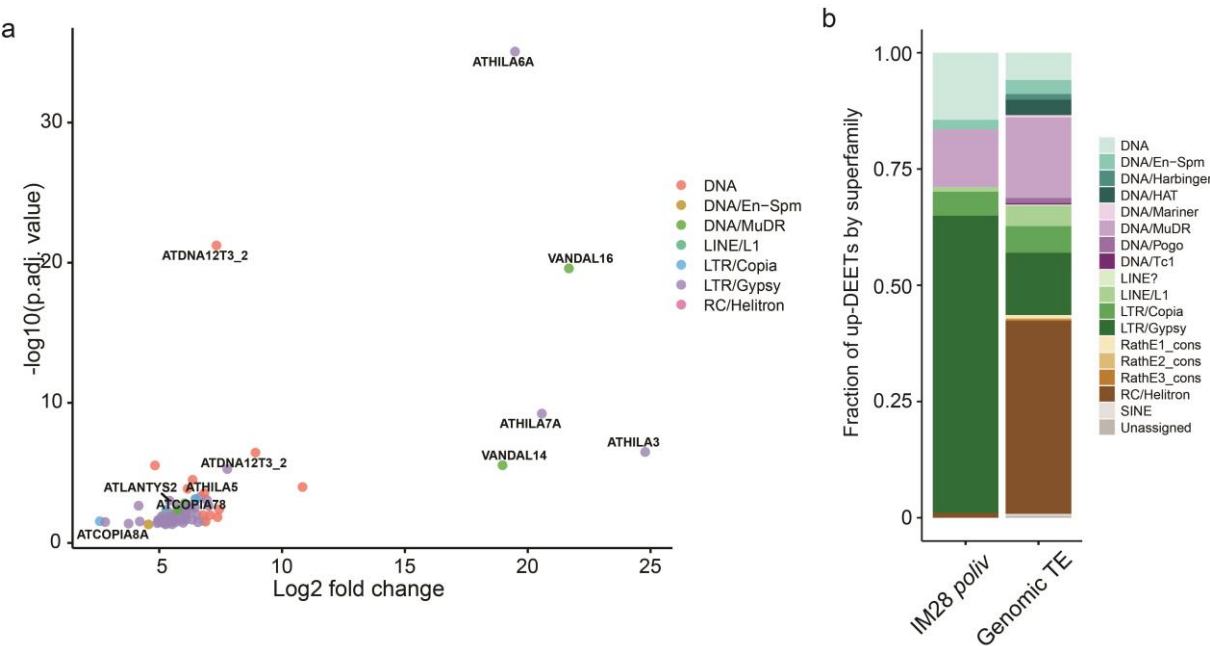 a
-log10(p.adj. value)
30
20
10
0
5
10
15
20
25
Log2 fold change
ATHILA6A
ATDNA12T3_2
VANDAL16
ATHILA7A
ATHILA3
VANDAL14
ATDNA12T3_2
ATLANTYS2
ATHILA5
ATCOPIA78
ATCOPIA8A
DNA
DNA/En−Spm
DNA/MuDR
LINE/L1
LTR/Copia
LTR/Gypsy
RC/Helitron
b
Fraction of up-DEETs by superfamily
1.00
0.75
0.50
0.25
0
IM28 poliv
Genomic TE
DNA
DNA/En−Spm
DNA/Harbinger
DNA/HAT
DNA/Mariner
DNA/MuDR
DNA/Pogo
DNA/Tc1
LINE?
LINE/L1
LTR/Copia
LTR/Gypsy
RathE1_cons
RathE2_cons
RathE3_cons
RC/Helitron
SINE
Unassigned